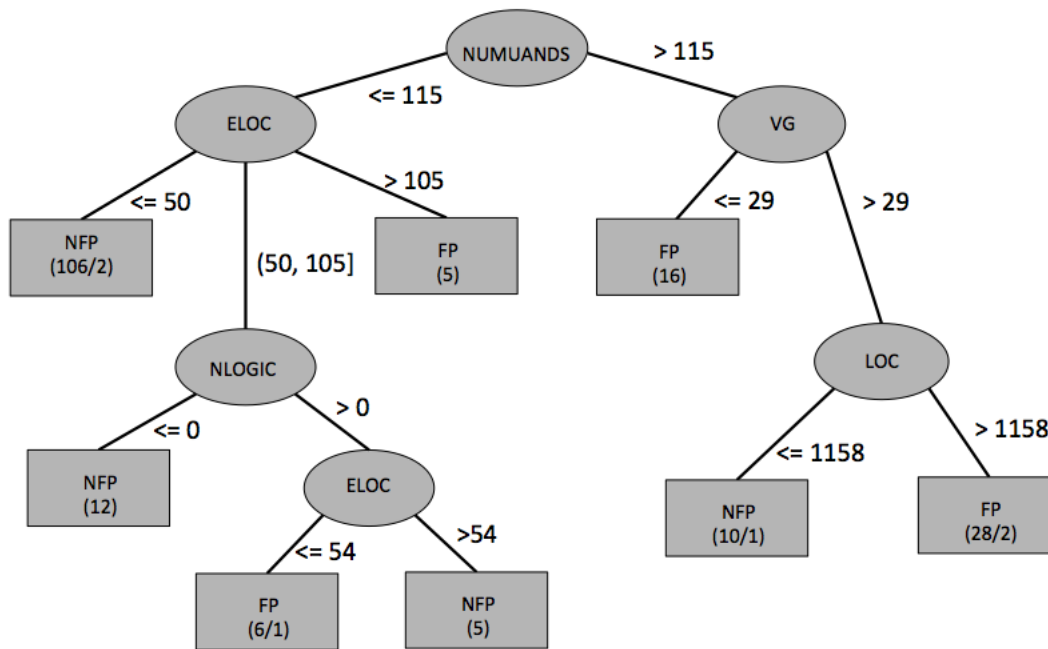 NUMUANDS
<= 115
> 115
ELOC
VG
<= 50
(50, 105]
> 105
<= 29
> 29
NFP
(106/2)
FP
(5)
FP
(16)
NLOGIC
LOC
<= 0
> 0
<= 1158
> 1158
NFP
(12)
ELOC
NFP
(10/1)
FP
(28/2)
<= 54
>54
FP
(6/1)
NFP
(5)